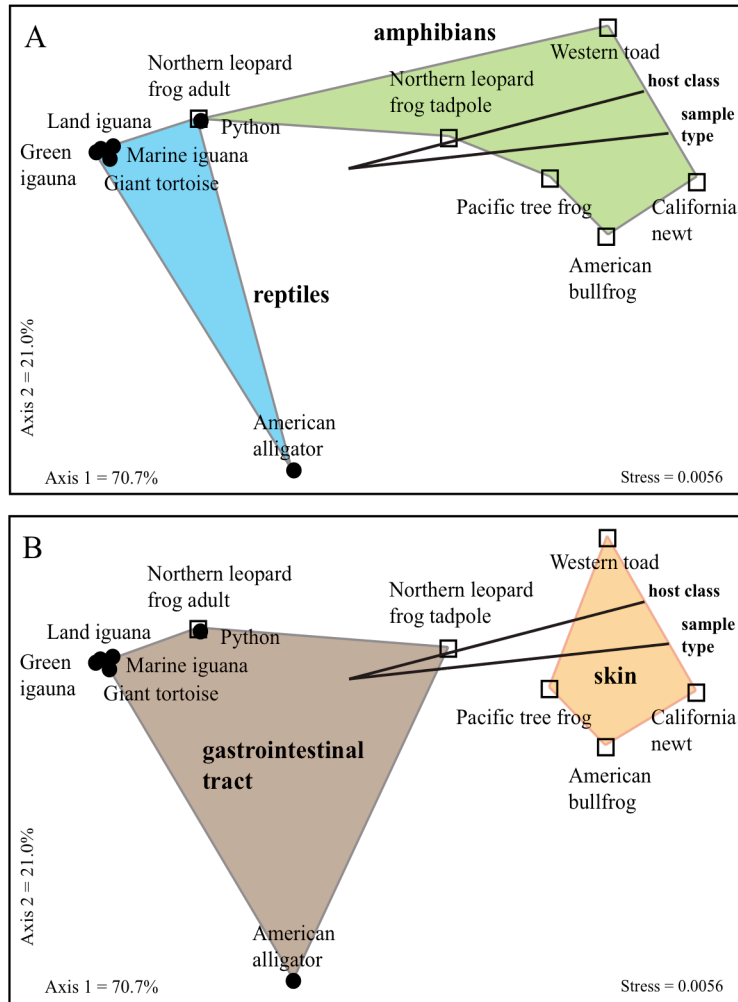 A
amphibians
Western toad
Northern leopard
frog adult
Northern leopard
frog tadpole
host class
sample
type
Land iguana
Python
Green
igauna
Marine iguana
Giant tortoise
Pacific tree frog
California
newt
American
bullfrog
reptiles
American
alligator
Axis 2 = 21.0%
Axis 1 = 70.7%
Stress = 0.0056
B
Western toad
Northern leopard
frog adult
Northern leopard
frog tadpole
host class
sample
type
Land iguana
Python
Green
igauna
Marine iguana
Giant tortoise
skin
Pacific tree frog
California
newt
gastrointestinal
tract
American
bullfrog
American
alligator
Axis 2 = 21.0%
Axis 1 = 70.7%
Stress = 0.0056